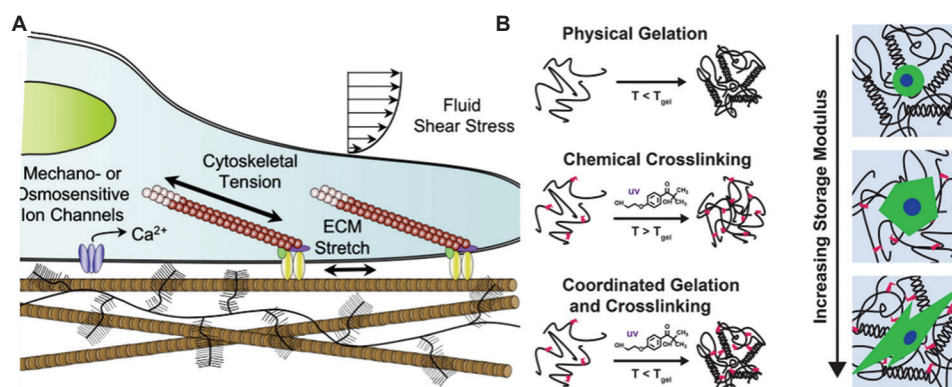 A
Fluid
Shear Stress
Cytoskeletal
Tension
Mechano- or
Osmosensitive
Ion Channels
Ca²⁺
ECM
Stretch
B
Physical Gelation
T < Tgel
Chemical Crosslinking
UV
T > Tgel
Coordinated Gelation
and Crosslinking
UV
T < Tgel
Increasing Storage Modulus